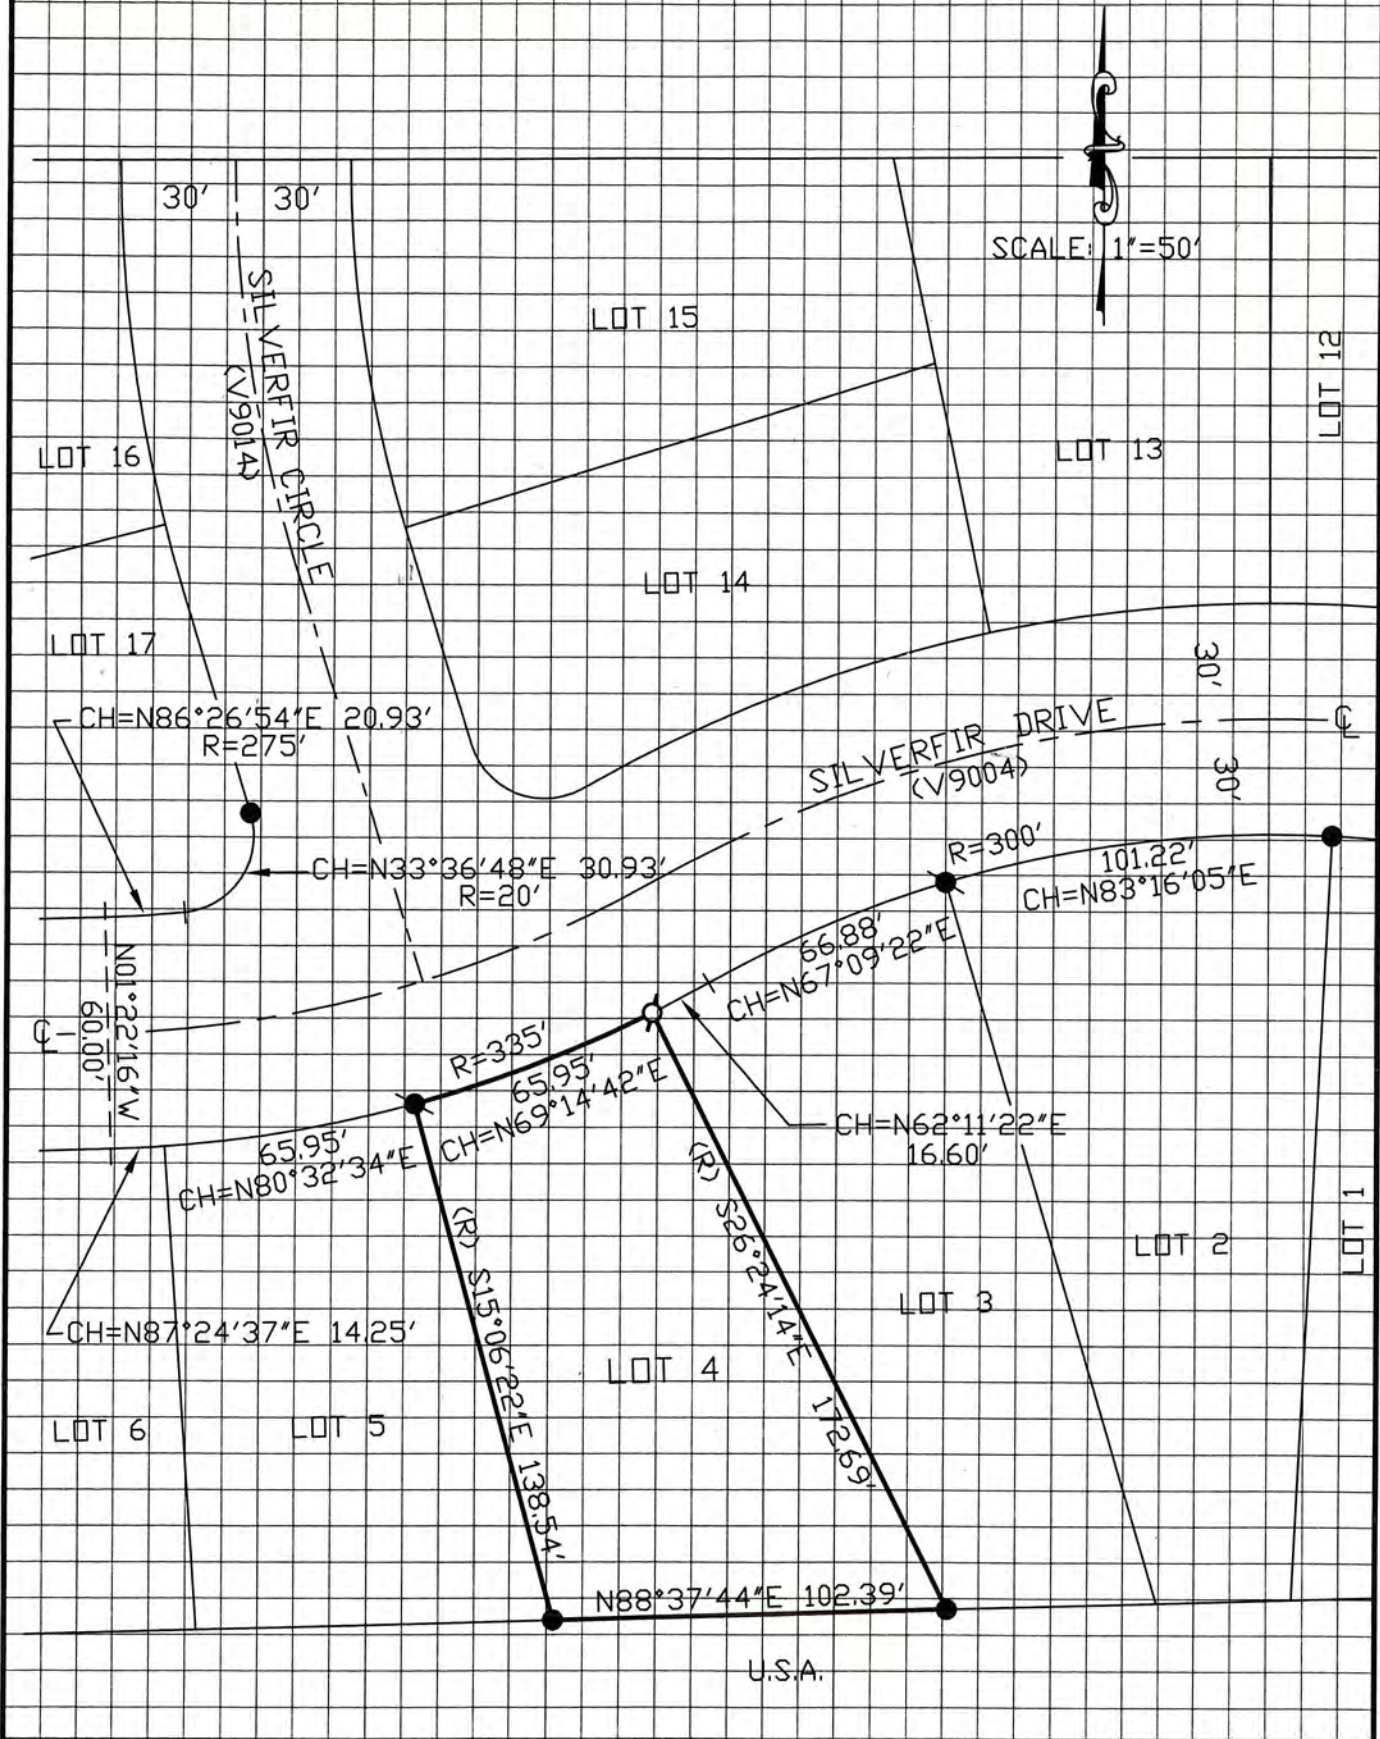 30' 30'
SCALE: 1"=50'
SILVERFIR CIRCLE
(V9014)
LOT 15
LOT 12
LOT 16
LOT 13
LOT 14
LOT 17
CH=N86°26'54"E 20.93'
R=275'
30'
SILVERFIR DRIVE
(V9004)
℄
30'
CH=N33°36'48"E 30.93'
R=20'
R=300'
101.22'
CH=N83°16'05"E
66.88'
CH=N67°09'22"E
N01°22'16"W
60.00'
℄
R=335'
65.95'
CH=N69°14'42"E
65.95'
CH=N80°32'34"E
CH=N62°11'22"E
16.60'
(R) S26°24'14"E 172.69'
(R) S15°06'22"E 138.54'
LOT 2
LOT 1
LOT 3
CH=N87°24'37"E 14.25'
LOT 4
LOT 6
LOT 5
N88°37'44"E 102.39'
U.S.A.